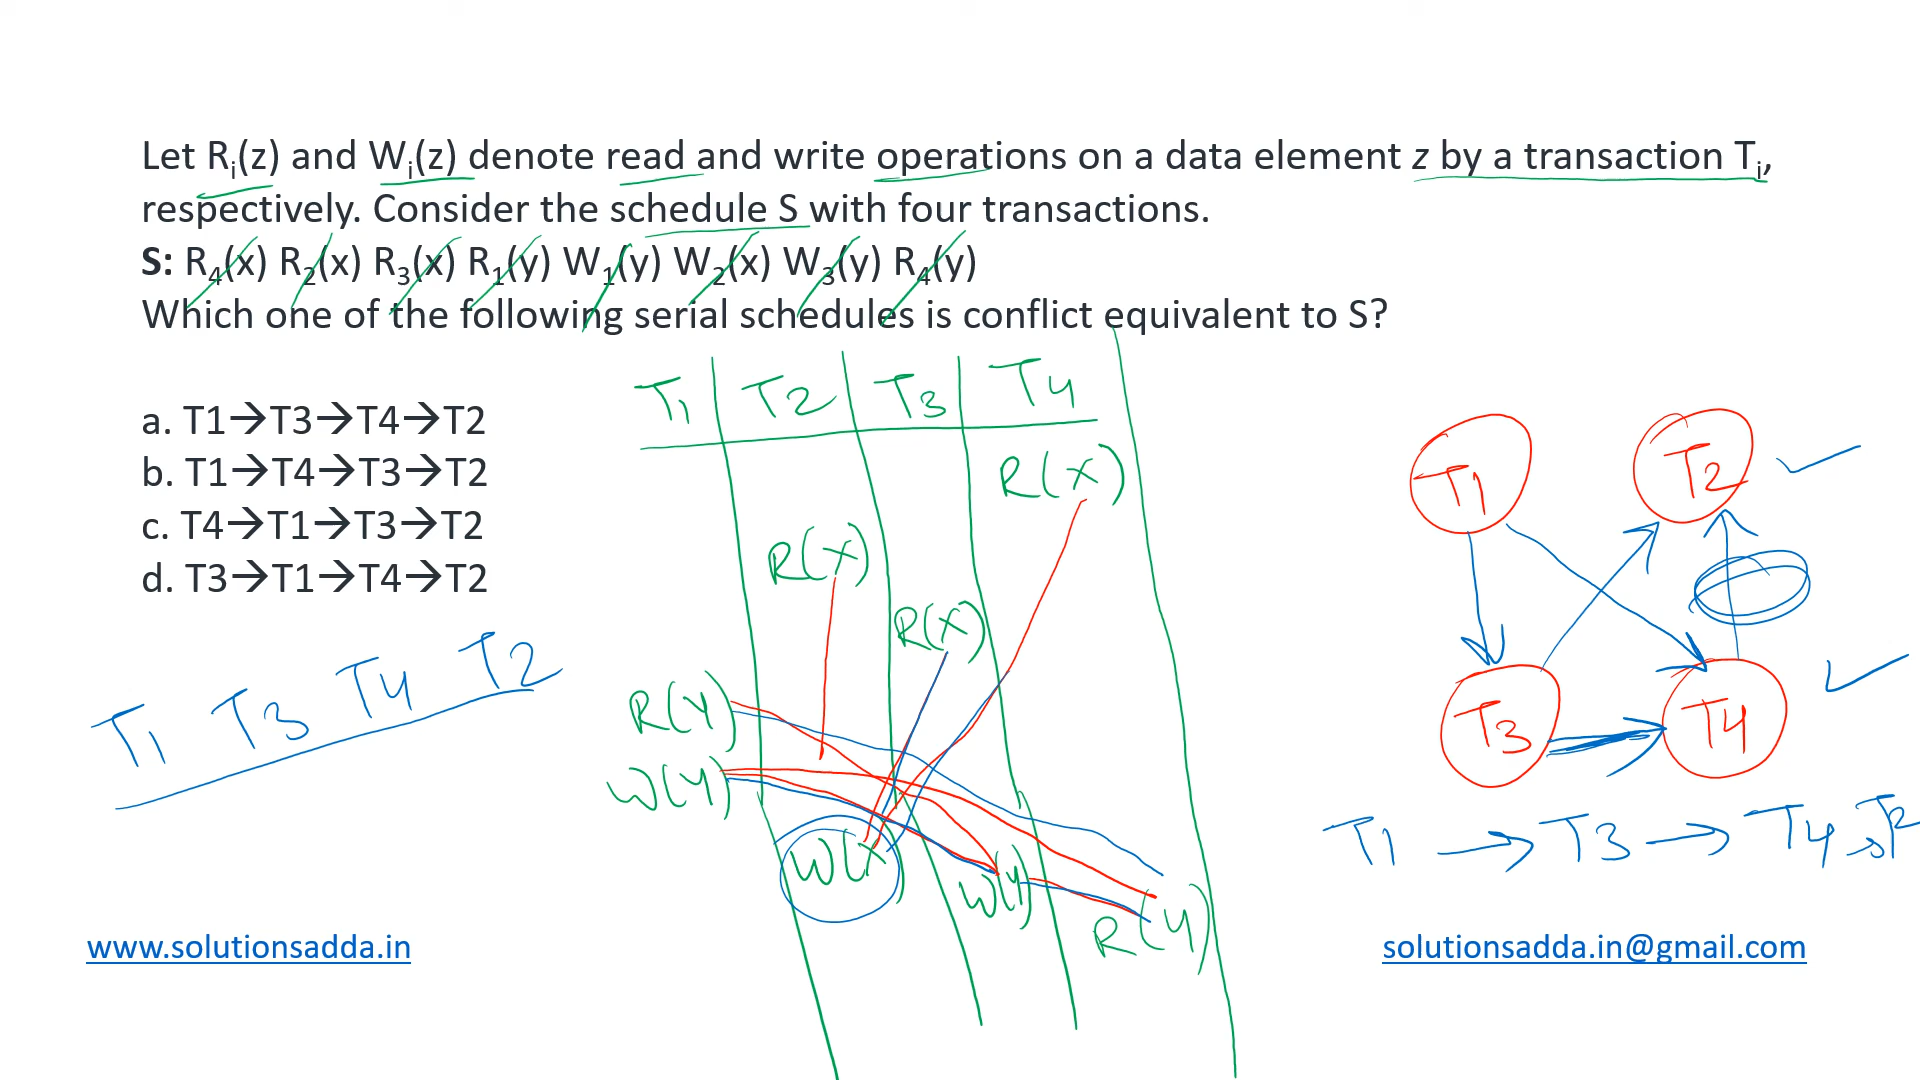 Let Ri(z) and Wi(z) denote read and write operations on a data element z by a transaction Ti,
respectively. Consider the schedule S with four transactions.
S: R4(x) R2(x) R3(x) R1(y) W1(y) W2(x) W3(y) R4(y)
Which one of the following serial schedules is conflict equivalent to S?
a. T1→T3→T4→T2
b. T1→T4→T3→T2
c. T4→T1→T3→T2
d. T3→T1→T4→T2
T1 T3 T4 T2
T1 T2 T3 T4
R(x)
R(x)
R(x)
R(y)
W(y)
W(x
W(y)
R(y)
T1 T2
T3 T4
T1 → T3 → T4 → T2
www.solutionsadda.in
solutionsadda.in@gmail.com